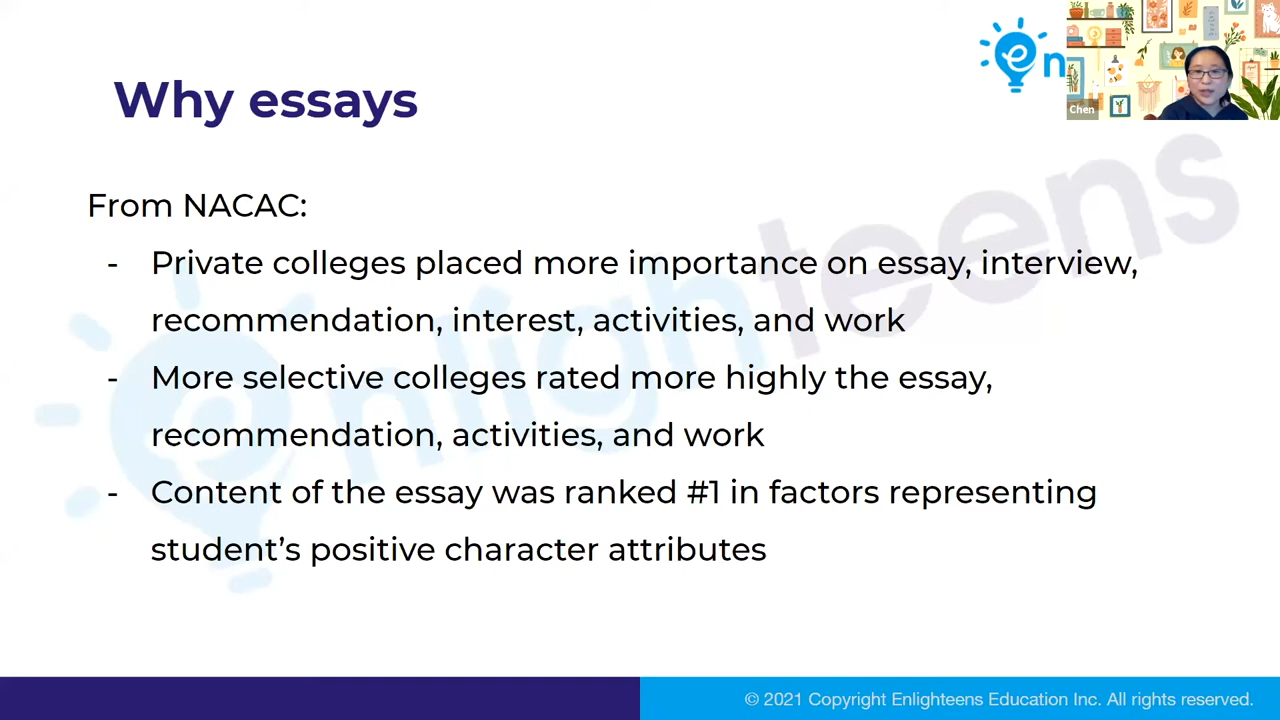 Why essays
en
Chen
From NACAC:
- Private colleges placed more importance on essay, interview,
recommendation, interest, activities, and work
- More selective colleges rated more highly the essay,
recommendation, activities, and work
- Content of the essay was ranked #1 in factors representing
student’s positive character attributes
enlighteens
© 2021 Copyright Enlighteens Education Inc. All rights reserved.